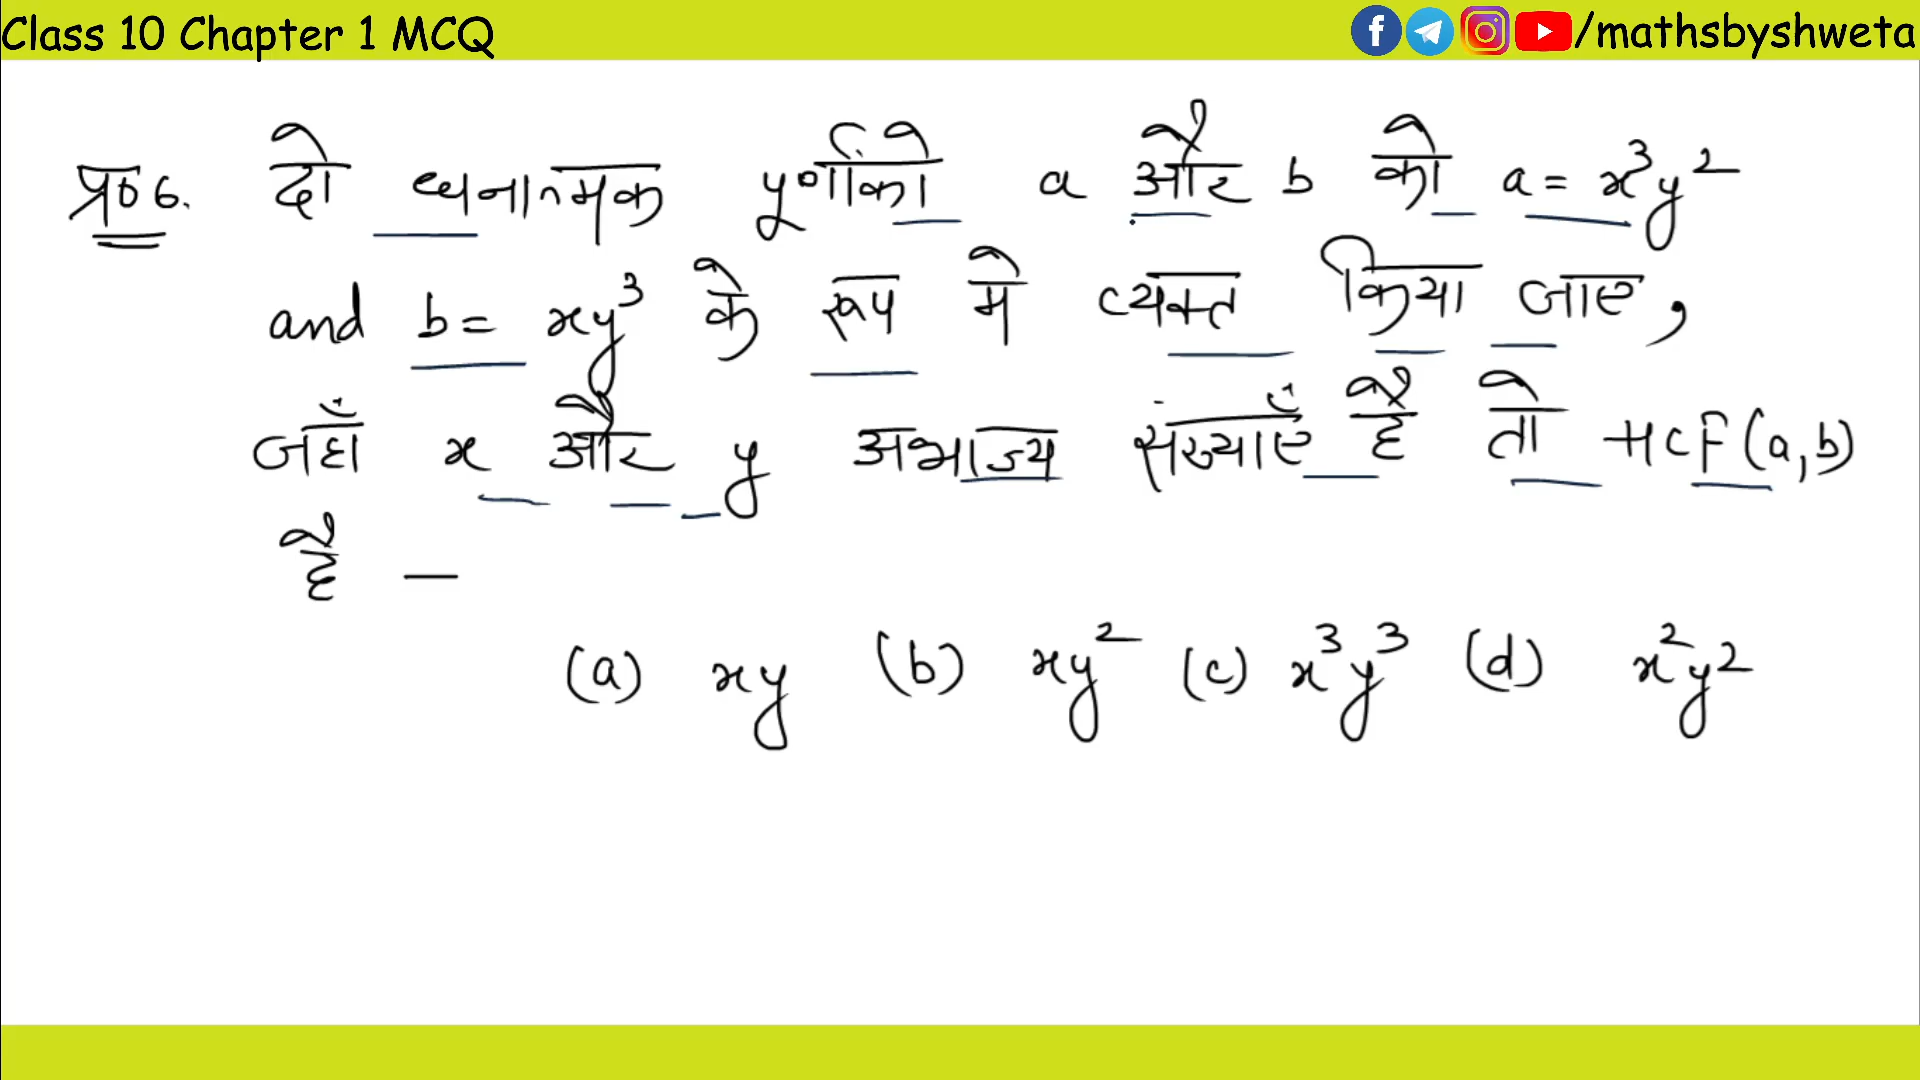 Class 10 Chapter 1 MCQ
/mathsbyshweta
प्र०6. दो धनात्मक पूर्णांको a और b को a = x³y²
and b = xy³ के रूप मे व्यक्त किया जाए,
जहाँ x और y अभाज्य संख्याएँ है तो HCF (a, b)
है —
(a) xy (b) xy² (c) x³y³ (d) x²y²